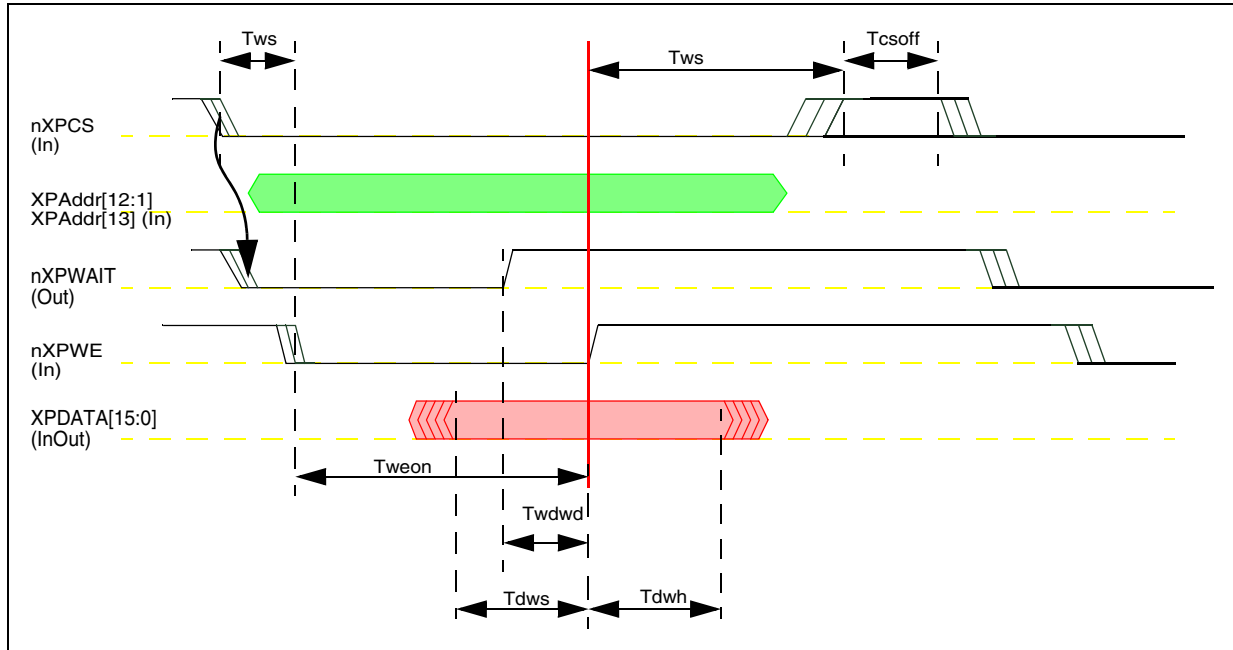 Tws
Tws
Tcsoff
nXPCS
(In)
XPAddr[12:1]
XPAddr[13] (In)
nXPWAIT
(Out)
nXPWE
(In)
XPDATA[15:0]
(InOut)
Tweon
Twdwd
Tdws
Tdwh